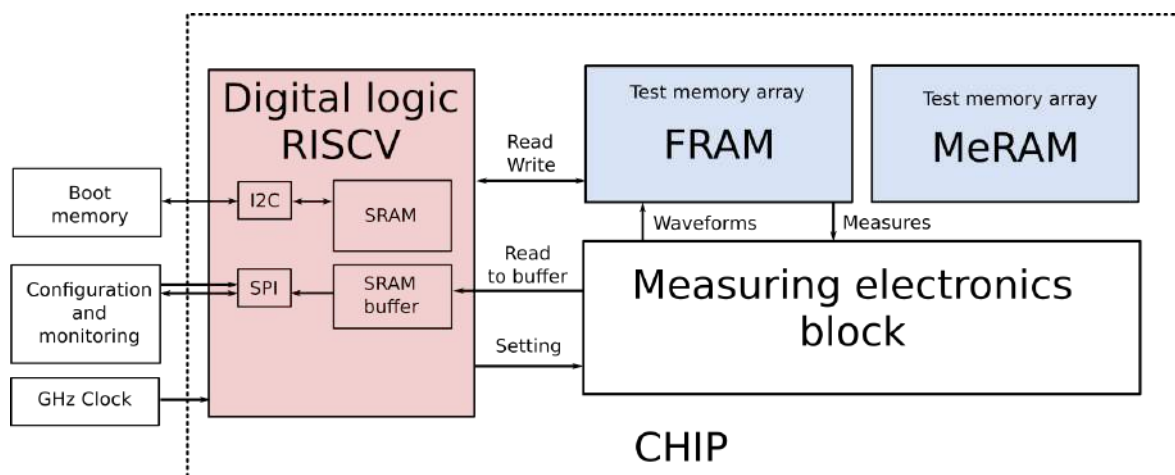 Digital logic
RISCV
Test memory array
FRAM
Test memory array
MeRAM
Read
Write
Boot
memory
I2C
SRAM
Waveforms
Measures
Read
to buffer
Configuration
and
monitoring
SPI
SRAM
buffer
Measuring electronics
block
Setting
GHz Clock
CHIP